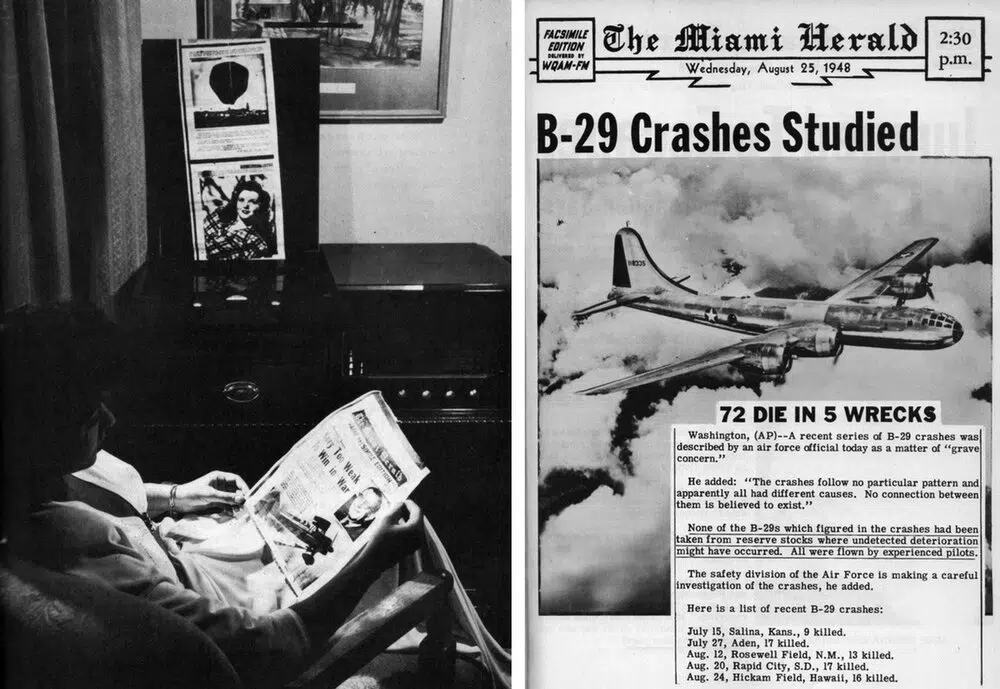 Too Weak
Win in War
FACSIMILE
EDITION
DELIVERED BY
WQAM-FM
The Miami Herald
Wednesday, August 25, 1948
2:30
p.m.
B-29 Crashes Studied
72 DIE IN 5 WRECKS
Washington, (AP)--A recent series of B-29 crashes was
described by an air force official today as a matter of "grave
concern."
He added: "The crashes follow no particular pattern and
apparently all had different causes. No connection between
them is believed to exist."
None of the B-29s which figured in the crashes had been
taken from reserve stocks where undetected deterioration
might have occurred. All were flown by experienced pilots.
The safety division of the Air Force is making a careful
investigation of the crashes, he added.
Here is a list of recent B-29 crashes:
July 15, Salina, Kans., 9 killed.
July 27, Aden, 17 killed.
Aug. 12, Rosewell Field, N.M., 13 killed.
Aug. 20, Rapid City, S.D., 17 killed.
Aug. 24, Hickam Field, Hawaii, 16 killed.